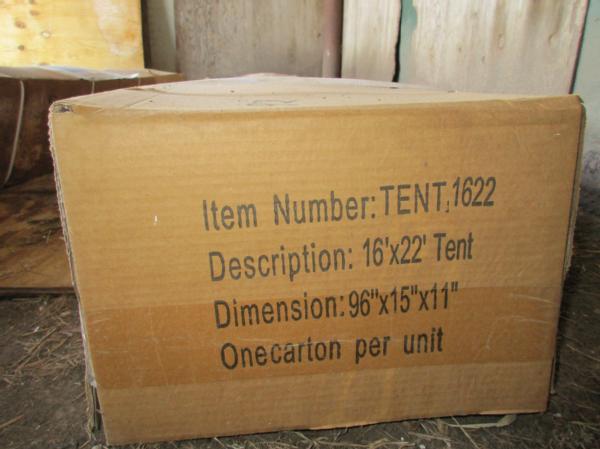 Item Number:TENT,1622
Description: 16'x22' Tent
Dimension:96"x15"x11"
Onecarton per unit